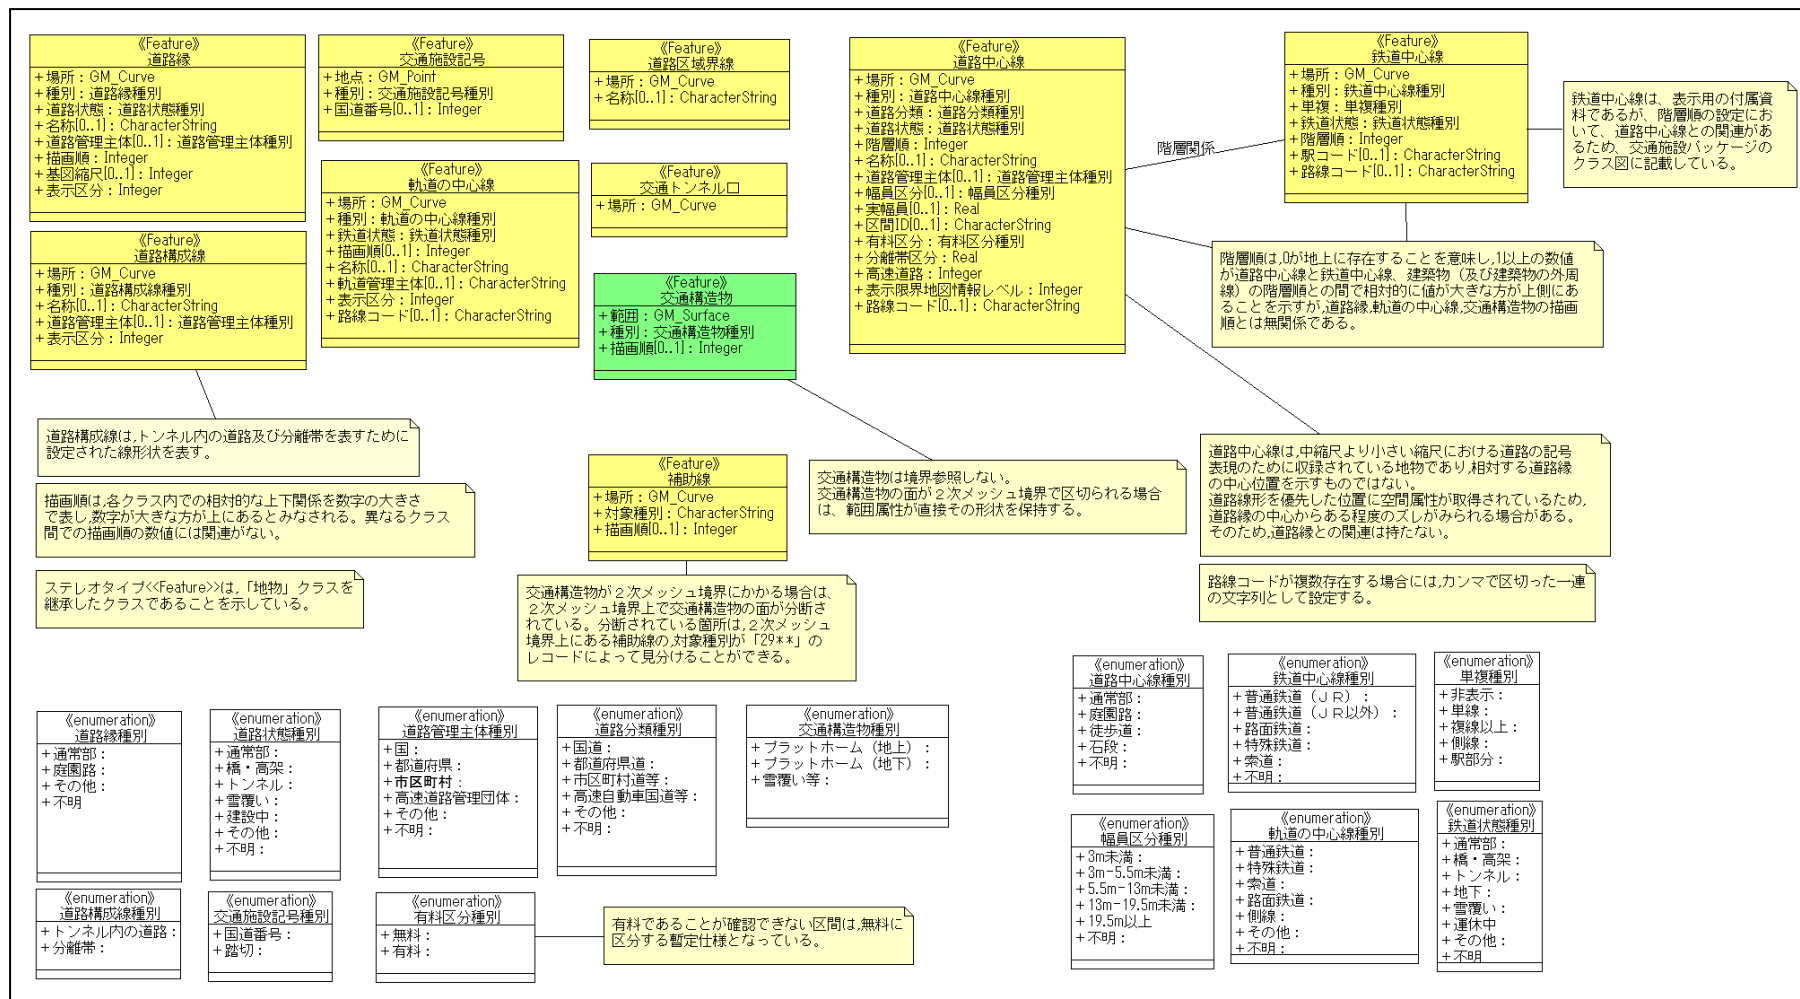 《Feature》
道路縁
+場所：GM_Curve
+種別：道路縁種別
+道路状態：道路状態種別
+名称[0..1]：CharacterString
+道路管理主体[0..1]：道路管理主体種別
+描画順：Integer
+基図縮尺[0..1]：Integer
+表示区分：Integer
《Feature》
交通施設記号
+地点：GM_Point
+種別：交通施設記号種別
+国道番号[0..1]：Integer
《Feature》
道路区域界線
+場所：GM_Curve
+名称[0..1]：CharacterString
《Feature》
道路中心線
+場所：GM_Curve
+種別：道路中心線種別
+道路分類：道路分類種別
+道路状態：道路状態種別
+階層順：Integer
+名称[0..1]：CharacterString
+道路管理主体[0..1]：道路管理主体種別
+幅員区分[0..1]：幅員区分種別
+実幅員[0..1]：Real
+区間ID[0..1]：CharacterString
+有料区分：有料区分種別
+分離帯区分：Real
+高速道路：Integer
+表示限界地図情報レベル：Integer
+路線コード[0..1]：CharacterString
階層関係
《Feature》
鉄道中心線
+場所：GM_Curve
+種別：鉄道中心線種別
+単複：単複種別
+鉄道状態：鉄道状態種別
+階層順：Integer
+駅コード[0..1]：CharacterString
+路線コード[0..1]：CharacterString
鉄道中心線は、表示用の付属資
料であるが、階層順の設定にお
いて、道路中心線との関連があ
るため、交通施設パッケージの
クラス図に記載している。
《Feature》
軌道の中心線
+場所：GM_Curve
+種別：軌道の中心線種別
+鉄道状態：鉄道状態種別
+描画順[0..1]：Integer
+名称[0..1]：CharacterString
+軌道管理主体[0..1]：CharacterString
+表示区分：Integer
+路線コード[0..1]：CharacterString
《Feature》
交通トンネル口
+場所：GM_Curve
《Feature》
道路構成線
+場所：GM_Curve
+種別：道路構成線種別
+名称[0..1]：CharacterString
+道路管理主体[0..1]：道路管理主体種別
+表示区分：Integer
《Feature》
交通構造物
+範囲：GM_Surface
+種別：交通構造物種別
+描画順[0..1]：Integer
階層順は,0が地上に存在することを意味し,1以上の数値
が道路中心線と鉄道中心線、建築物（及び建築物の外周
線）の階層順との間で相対的に値が大きな方が上側にあ
ることを示すが,道路縁,軌道の中心線,交通構造物の描画
順とは無関係である。
道路構成線は,トンネル内の道路及び分離帯を表すために
設定された線形状を表す。
描画順は,各クラス内での相対的な上下関係を数字の大きさ
で表し,数字が大きな方が上にあるとみなされる。異なるクラス
間での描画順の数値には関連がない。
ステレオタイプ<<Feature>>は,「地物」クラスを
継承したクラスであることを示している。
《Feature》
補助線
+場所：GM_Curve
+対象種別：CharacterString
+描画順[0..1]：Integer
交通構造物は境界参照しない。
交通構造物の面が２次メッシュ境界で区切られる場合
は、範囲属性が直接その形状を保持する。
交通構造物が２次メッシュ境界にかかる場合は、
２次メッシュ境界上で交通構造物の面が分断さ
れている。分断されている箇所は,２次メッシュ
境界上にある補助線の,対象種別が「29**」の
レコードによって見分けることができる。
道路中心線は,中縮尺より小さい縮尺における道路の記号
表現のために収録されている地物であり,相対する道路縁
の中心位置を示すものではない。
道路線形を優先した位置に空間属性が取得されているため,
道路縁の中心からある程度のズレがみられる場合がある。
そのため,道路縁との関連は持たない。
路線コードが複数存在する場合には,カンマで区切った一連
の文字列として設定する。
《enumeration》
道路縁種別
+通常部：
+庭園路：
+その他：
+不明
《enumeration》
道路状態種別
+通常部：
+橋・高架：
+トンネル：
+雪覆い：
+建設中：
+その他：
+不明：
《enumeration》
道路管理主体種別
+国：
+都道府県：
+市区町村：
+高速道路管理団体：
+その他：
+不明：
《enumeration》
道路分類種別
+国道：
+都道府県道：
+市区町村道等：
+高速自動車国道等：
+その他：
+不明：
《enumeration》
交通構造物種別
+プラットホーム（地上）：
+プラットホーム（地下）：
+雪覆い等：
《enumeration》
道路中心線種別
+通常部：
+庭園路：
+徒歩道：
+石段：
+不明：
《enumeration》
鉄道中心線種別
+普通鉄道（ＪＲ）：
+普通鉄道（ＪＲ以外）：
+路面鉄道：
+特殊鉄道：
+索道：
+不明：
《enumeration》
単複種別
+非表示：
+単線：
+複線以上：
+側線：
+駅部分：
《enumeration》
幅員区分種別
+3m未満：
+3m-5.5m未満：
+5.5m-13m未満：
+13m-19.5m未満：
+19.5m以上
+不明：
《enumeration》
軌道の中心線種別
+普通鉄道：
+特殊鉄道：
+索道：
+路面鉄道：
+側線：
+その他：
+不明：
《enumeration》
鉄道状態種別
+通常部：
+橋・高架：
+トンネル：
+地下：
+雪覆い：
+運休中
+その他：
+不明
《enumeration》
道路構成線種別
+トンネル内の道路：
+分離帯：
《enumeration》
交通施設記号種別
+国道番号：
+踏切：
《enumeration》
有料区分種別
+無料：
+有料：
有料であることが確認できない区間は,無料に
区分する暫定仕様となっている。